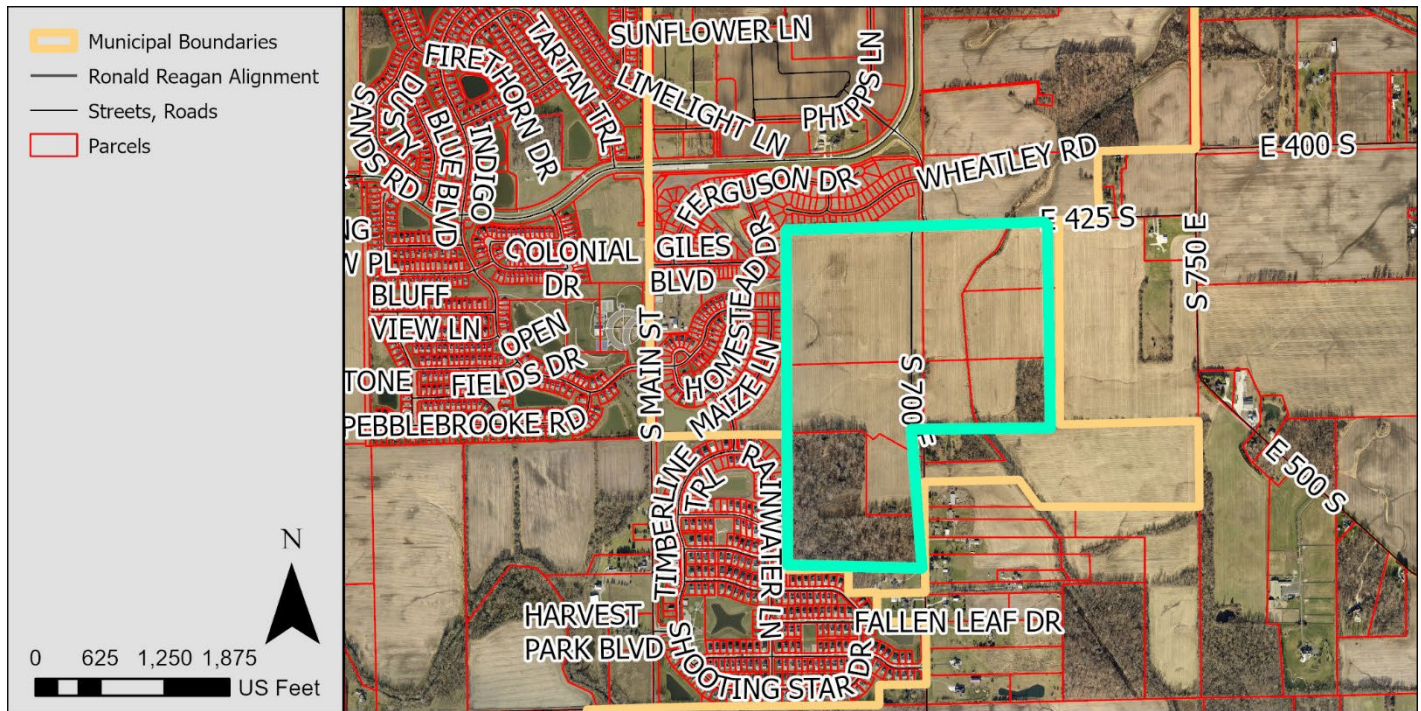 Municipal Boundaries
Ronald Reagan Alignment
Streets, Roads
Parcels
N
0 625 1,250 1,875
US Feet
SUNFLOWER LN
TARTAN TRL
FIRETHORN DR
LIMELIGHT LN
PHIPPS LN
DUSTY
SANDS RD
BLUE BLVD
INDIGO
E 400 S
WHEATLEY RD
FERGUSON DR
E 425 S
S 750 E
NG
W PL
COLONIAL
DR
GILES
BLVD
HOMESTEAD DR
BLUFF
VIEW LN
OPEN
FIELDS DR
S MAIN ST
MAIZE LN
S 700 E
TONE
PEBBLEBROOKE RD
E 500 S
TIMBERLINE
TRL
RAINWATER LN
HARVEST
PARK BLVD
FALLEN LEAF DR
SHOOTING STAR DR